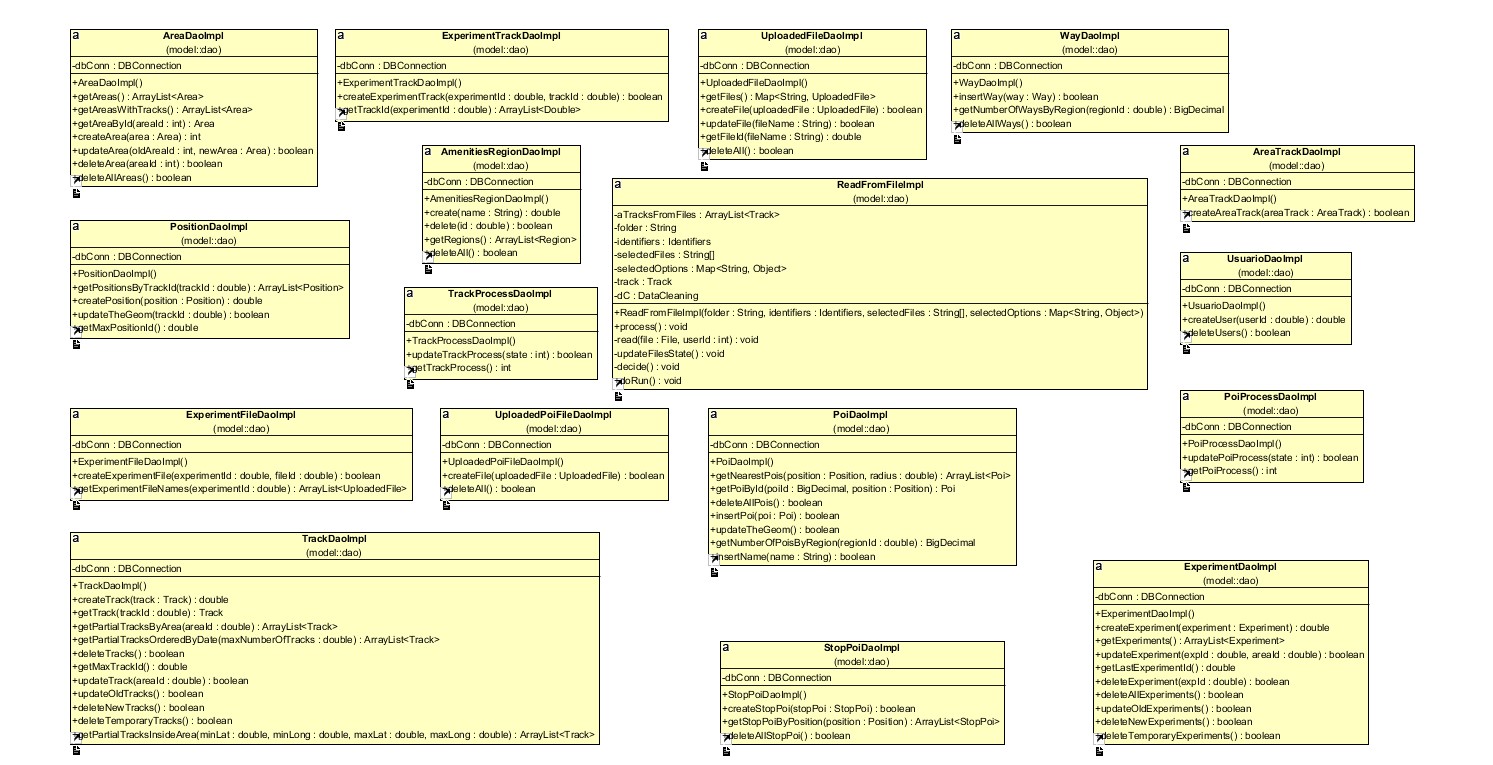 a
AreaDaoImpl
(model::dao)
-dbConn : DBConnection
+AreaDaoImpl()
+getAreas() : ArrayList<Area>
+getAreasWithTracks() : ArrayList<Area>
+getAreaById(areaId : int) : Area
+createArea(area : Area) : int
+updateArea(oldAreaId : int, newArea : Area) : boolean
+deleteArea(areaId : int) : boolean
+deleteAllAreas() : boolean
a
ExperimentTrackDaoImpl
(model::dao)
-dbConn : DBConnection
+ExperimentTrackDaoImpl()
+createExperimentTrack(experimentId : double, trackId : double) : boolean
+getTrackId(experimentId : double) : ArrayList<Double>
a
UploadedFileDaoImpl
(model::dao)
-dbConn : DBConnection
+UploadedFileDaoImpl()
+getFiles() : Map<String, UploadedFile>
+createFile(uploadedFile : UploadedFile) : boolean
+updateFile(fileName : String) : boolean
+getFileId(fileName : String) : double
+deleteAll() : boolean
a
WayDaoImpl
(model::dao)
-dbConn : DBConnection
+WayDaoImpl()
+insertWay(way : Way) : boolean
+getNumberOfWaysByRegion(regionId : double) : BigDecimal
+deleteAllWays() : boolean
a
AmenitiesRegionDaoImpl
(model::dao)
-dbConn : DBConnection
+AmenitiesRegionDaoImpl()
+create(name : String) : double
+delete(id : double) : boolean
+getRegions() : ArrayList<Region>
+deleteAll() : boolean
a
AreaTrackDaoImpl
(model::dao)
-dbConn : DBConnection
+AreaTrackDaoImpl()
+createAreaTrack(areaTrack : AreaTrack) : boolean
a
ReadFromFileImpl
(model::dao)
-aTracksFromFiles : ArrayList<Track>
-folder : String
-identifiers : Identifiers
-selectedFiles : String[]
-selectedOptions : Map<String, Object>
-track : Track
-dC : DataCleaning
+ReadFromFileImpl(folder : String, identifiers : Identifiers, selectedFiles : String[], selectedOptions : Map<String, Object>)
+process() : void
-read(file : File, userId : int) : void
-updateFilesState() : void
-decide() : void
+doRun() : void
a
PositionDaoImpl
(model::dao)
-dbConn : DBConnection
+PositionDaoImpl()
+getPositionsByTrackId(trackId : double) : ArrayList<Position>
+createPosition(position : Position) : double
+updateTheGeom(trackId : double) : boolean
+getMaxPositionId() : double
a
UsuarioDaoImpl
(model::dao)
-dbConn : DBConnection
+UsuarioDaoImpl()
+createUser(userId : double) : double
+deleteUsers() : boolean
a
TrackProcessDaoImpl
(model::dao)
-dbConn : DBConnection
+TrackProcessDaoImpl()
+updateTrackProcess(state : int) : boolean
+getTrackProcess() : int
a
PoiProcessDaoImpl
(model::dao)
-dbConn : DBConnection
+PoiProcessDaoImpl()
+updatePoiProcess(state : int) : boolean
+getPoiProcess() : int
a
ExperimentFileDaoImpl
(model::dao)
-dbConn : DBConnection
+ExperimentFileDaoImpl()
+createExperimentFile(experimentId : double, fileId : double) : boolean
+getExperimentFileNames(experimentId : double) : ArrayList<UploadedFile>
a
UploadedPoiFileDaoImpl
(model::dao)
-dbConn : DBConnection
+UploadedPoiFileDaoImpl()
+createFile(uploadedFile : UploadedFile) : boolean
+deleteAll() : boolean
a
PoiDaoImpl
(model::dao)
-dbConn : DBConnection
+PoiDaoImpl()
+getNearestPois(position : Position, radius : double) : ArrayList<Poi>
+getPoiById(poiId : BigDecimal, position : Position) : Poi
+deleteAllPois() : boolean
+insertPoi(poi : Poi) : boolean
+updateTheGeom() : boolean
+getNumberOfPoisByRegion(regionId : double) : BigDecimal
+insertName(name : String) : boolean
a
TrackDaoImpl
(model::dao)
-dbConn : DBConnection
+TrackDaoImpl()
+createTrack(track : Track) : double
+getTrack(trackId : double) : Track
+getPartialTracksByArea(areaId : double) : ArrayList<Track>
+getPartialTracksOrderedByDate(maxNumberOfTracks : double) : ArrayList<Track>
+deleteTracks() : boolean
+getMaxTrackId() : double
+updateTrack(areaId : double) : boolean
+updateOldTracks() : boolean
+deleteNewTracks() : boolean
+deleteTemporaryTracks() : boolean
+getPartialTracksInsideArea(minLat : double, minLong : double, maxLat : double, maxLong : double) : ArrayList<Track>
a
StopPoiDaoImpl
(model::dao)
-dbConn : DBConnection
+StopPoiDaoImpl()
+createStopPoi(stopPoi : StopPoi) : boolean
+getStopPoiByPosition(position : Position) : ArrayList<StopPoi>
+deleteAllStopPoi() : boolean
a
ExperimentDaoImpl
(model::dao)
-dbConn : DBConnection
+ExperimentDaoImpl()
+createExperiment(experiment : Experiment) : double
+getExperiments() : ArrayList<Experiment>
+updateExperiment(expId : double, areaId : double) : boolean
+getLastExperimentId() : double
+deleteExperiment(expId : double) : boolean
+deleteAllExperiments() : boolean
+updateOldExperiments() : boolean
+deleteNewExperiments() : boolean
+deleteTemporaryExperiments() : boolean